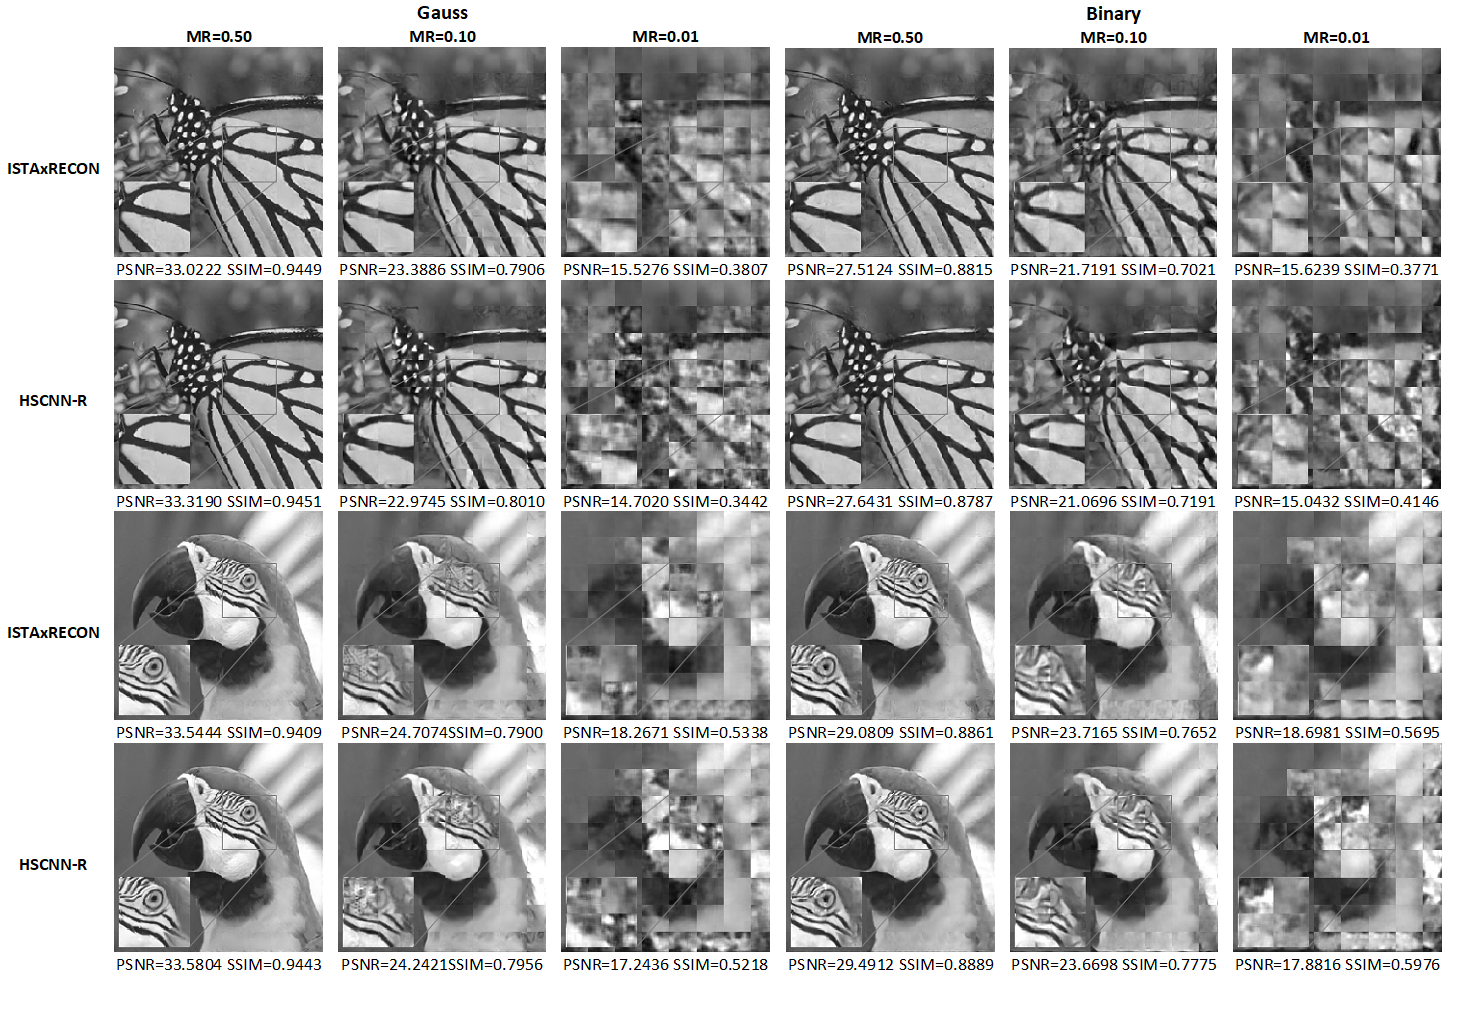 Gauss Binary
MR=0.50 MR=0.10 MR=0.01 MR=0.50 MR=0.10 MR=0.01
ISTAxRECON
PSNR=33.0222 SSIM=0.9449 PSNR=23.3886 SSIM=0.7906 PSNR=15.5276 SSIM=0.3807 PSNR=27.5124 SSIM=0.8815 PSNR=21.7191 SSIM=0.7021 PSNR=15.6239 SSIM=0.3771
HSCNN-R
PSNR=33.3190 SSIM=0.9451 PSNR=22.9745 SSIM=0.8010 PSNR=14.7020 SSIM=0.3442 PSNR=27.6431 SSIM=0.8787 PSNR=21.0696 SSIM=0.7191 PSNR=15.0432 SSIM=0.4146
ISTAxRECON
PSNR=33.5444 SSIM=0.9409 PSNR=24.7074SSIM=0.7900 PSNR=18.2671 SSIM=0.5338 PSNR=29.0809 SSIM=0.8861 PSNR=23.7165 SSIM=0.7652 PSNR=18.6981 SSIM=0.5695
HSCNN-R
PSNR=33.5804 SSIM=0.9443 PSNR=24.2421SSIM=0.7956 PSNR=17.2436 SSIM=0.5218 PSNR=29.4912 SSIM=0.8889 PSNR=23.6698 SSIM=0.7775 PSNR=17.8816 SSIM=0.5976